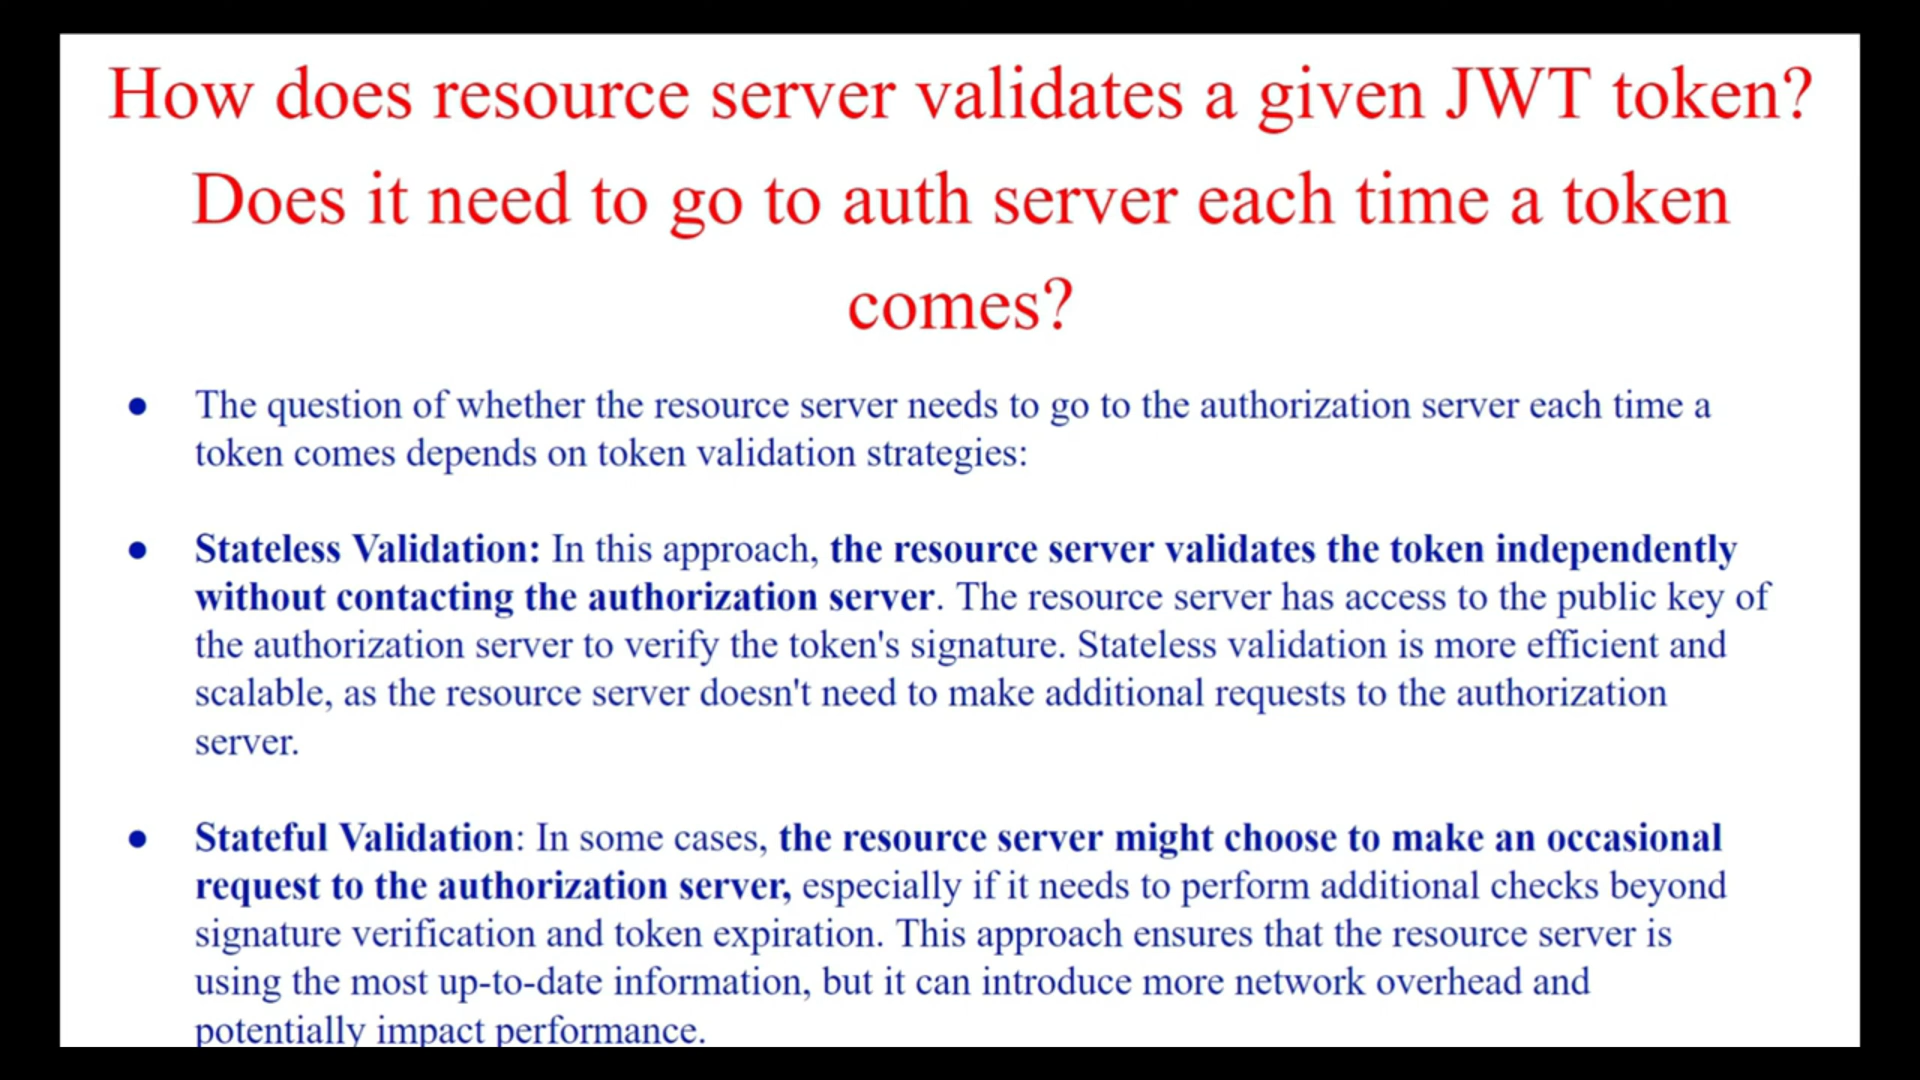 How does resource server validates a given JWT token?
Does it need to go to auth server each time a token
comes?
● The question of whether the resource server needs to go to the authorization server each time a
token comes depends on token validation strategies:
● Stateless Validation: In this approach, the resource server validates the token independently
without contacting the authorization server. The resource server has access to the public key of
the authorization server to verify the token's signature. Stateless validation is more efficient and
scalable, as the resource server doesn't need to make additional requests to the authorization
server.
● Stateful Validation: In some cases, the resource server might choose to make an occasional
request to the authorization server, especially if it needs to perform additional checks beyond
signature verification and token expiration. This approach ensures that the resource server is
using the most up-to-date information, but it can introduce more network overhead and
potentially impact performance.